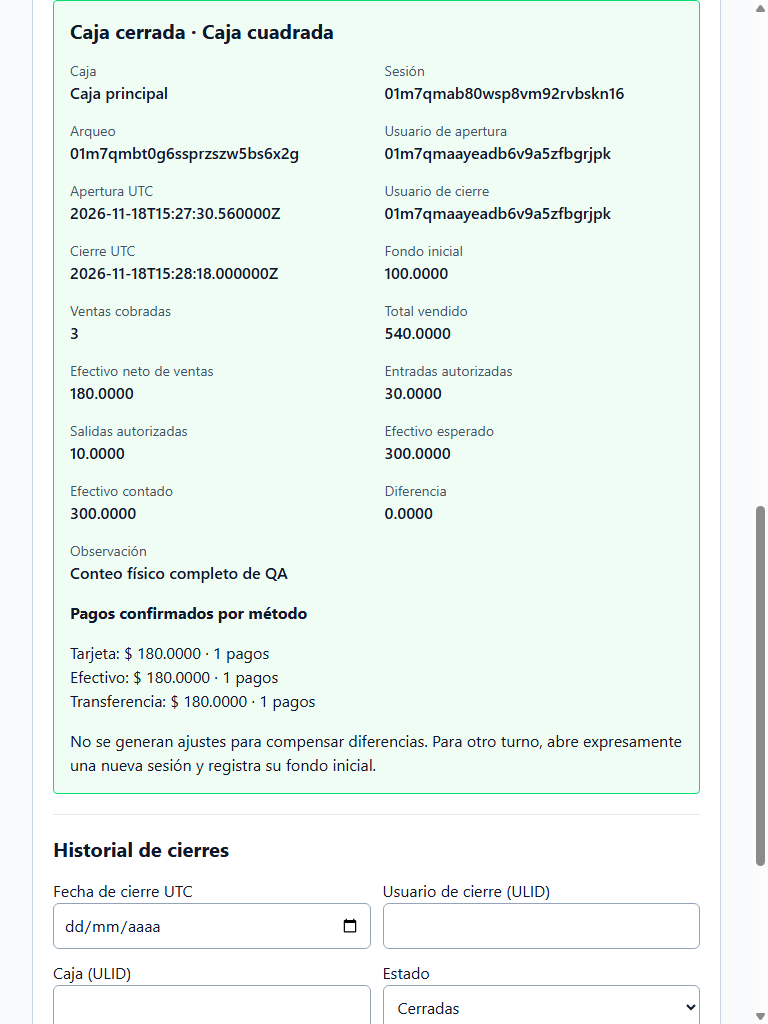 Caja cerrada · Caja cuadrada
Caja
Caja principal
Sesión
01m7qmab80wsp8vm92rvbskn16
Arqueo
01m7qmbt0g6ssprzszw5bs6x2g
Usuario de apertura
01m7qmaayeadb6v9a5zfbgrjpk
Apertura UTC
2026-11-18T15:27:30.560000Z
Usuario de cierre
01m7qmaayeadb6v9a5zfbgrjpk
Cierre UTC
2026-11-18T15:28:18.000000Z
Fondo inicial
100.0000
Ventas cobradas
3
Total vendido
540.0000
Efectivo neto de ventas
180.0000
Entradas autorizadas
30.0000
Salidas autorizadas
10.0000
Efectivo esperado
300.0000
Efectivo contado
300.0000
Diferencia
0.0000
Observación
Conteo físico completo de QA
Pagos confirmados por método
Tarjeta: $ 180.0000 · 1 pagos
Efectivo: $ 180.0000 · 1 pagos
Transferencia: $ 180.0000 · 1 pagos
No se generan ajustes para compensar diferencias. Para otro turno, abre expresamente
una nueva sesión y registra su fondo inicial.
Historial de cierres
Fecha de cierre UTC
dd/mm/aaaa
Usuario de cierre (ULID)
Caja (ULID)
Estado
Cerradas